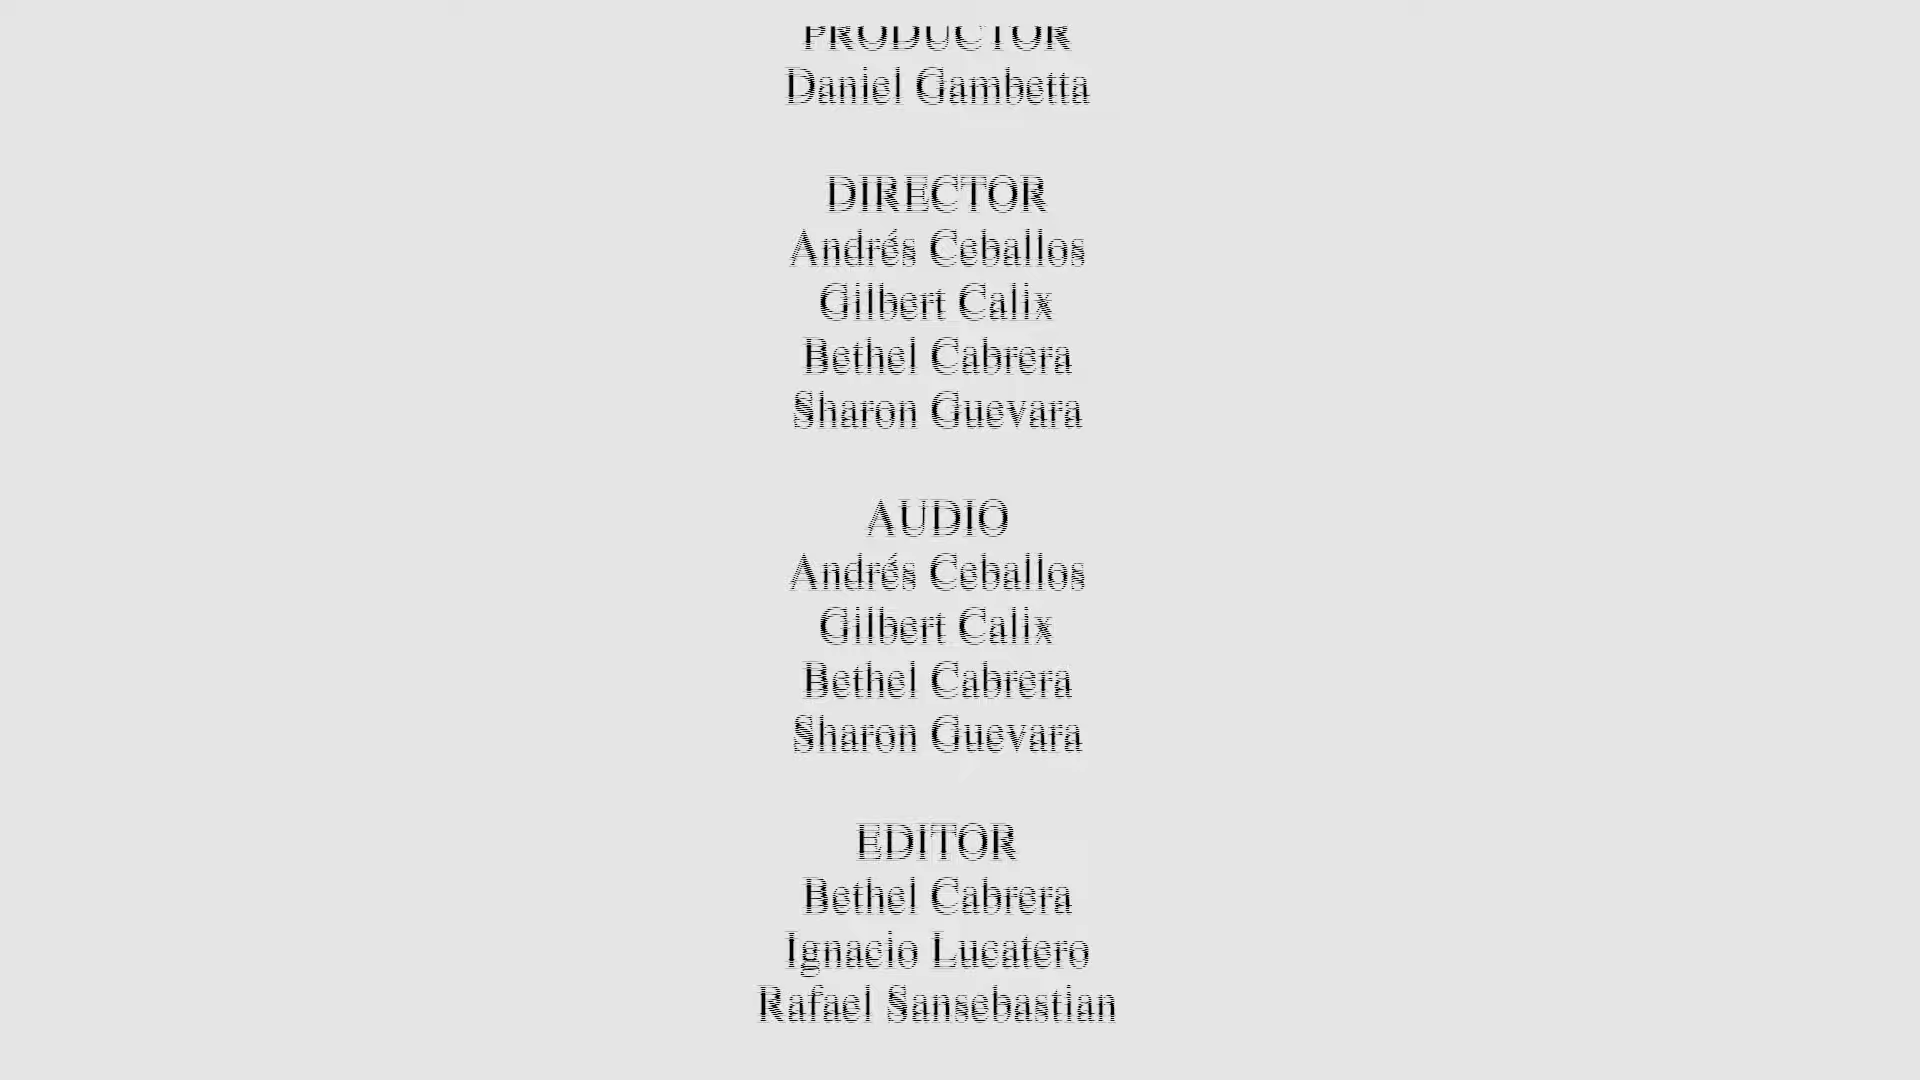 PRODUCTOR
Daniel Gambetta
DIRECTOR
Andrés Ceballos
Gilbert Calix
Bethel Cabrera
Sharon Guevara
AUDIO
Andrés Ceballos
Gilbert Calix
Bethel Cabrera
Sharon Guevara
EDITOR
Bethel Cabrera
Ignacio Lucatero
Rafael Sansebastian